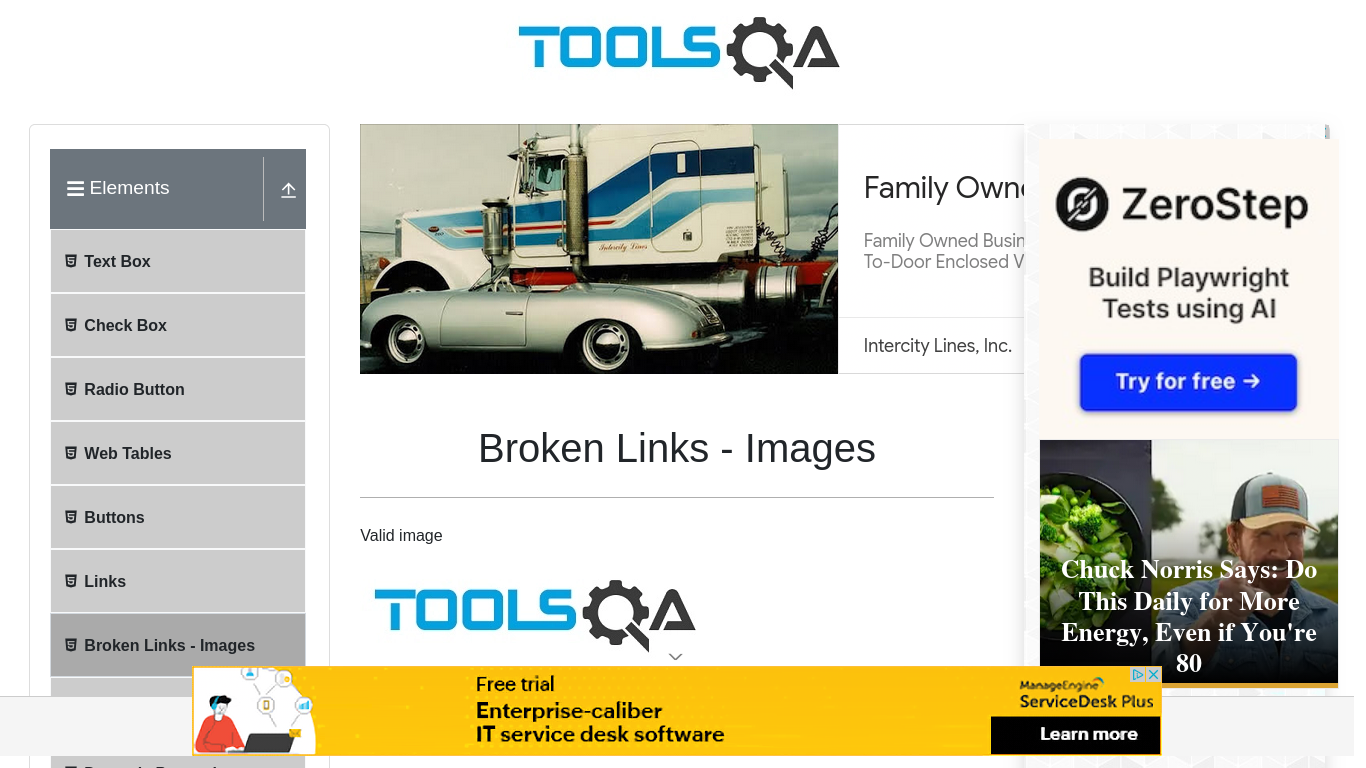 TOOLSQA
Elements
Text Box
Check Box
Radio Button
Web Tables
Buttons
Links
Broken Links - Images
Intercity Lines
Family Owne
Family Owned Busin
To-Door Enclosed V
Intercity Lines, Inc.
Broken Links - Images
Valid image
TOOLSQA
ZeroStep
Build Playwright
Tests using AI
Try for free →
Chuck Norris Says: Do
This Daily for More
Energy, Even if You're
80
Free trial
Enterprise-caliber
IT service desk software
ManageEngine
ServiceDesk Plus
Learn more